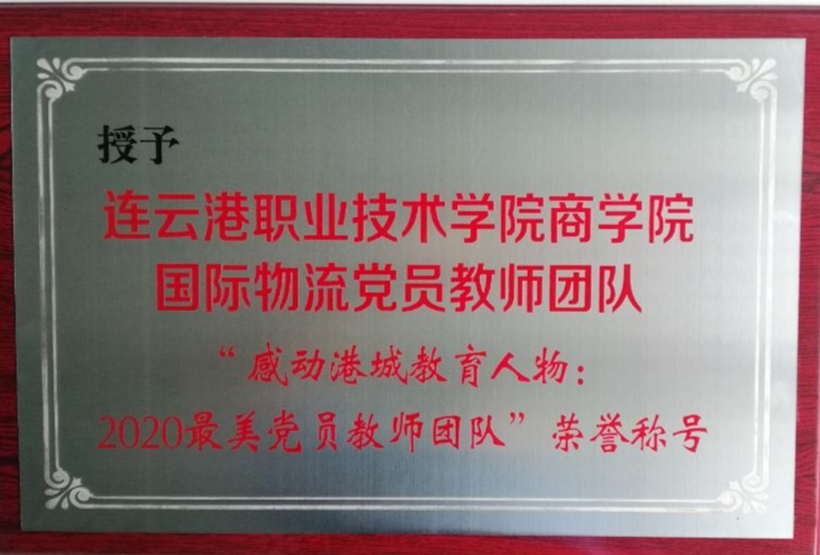 授予
连云港职业技术学院商学院
国际物流党员教师团队
“感动港城教育人物：
2020最美党员教师团队”荣誉称号